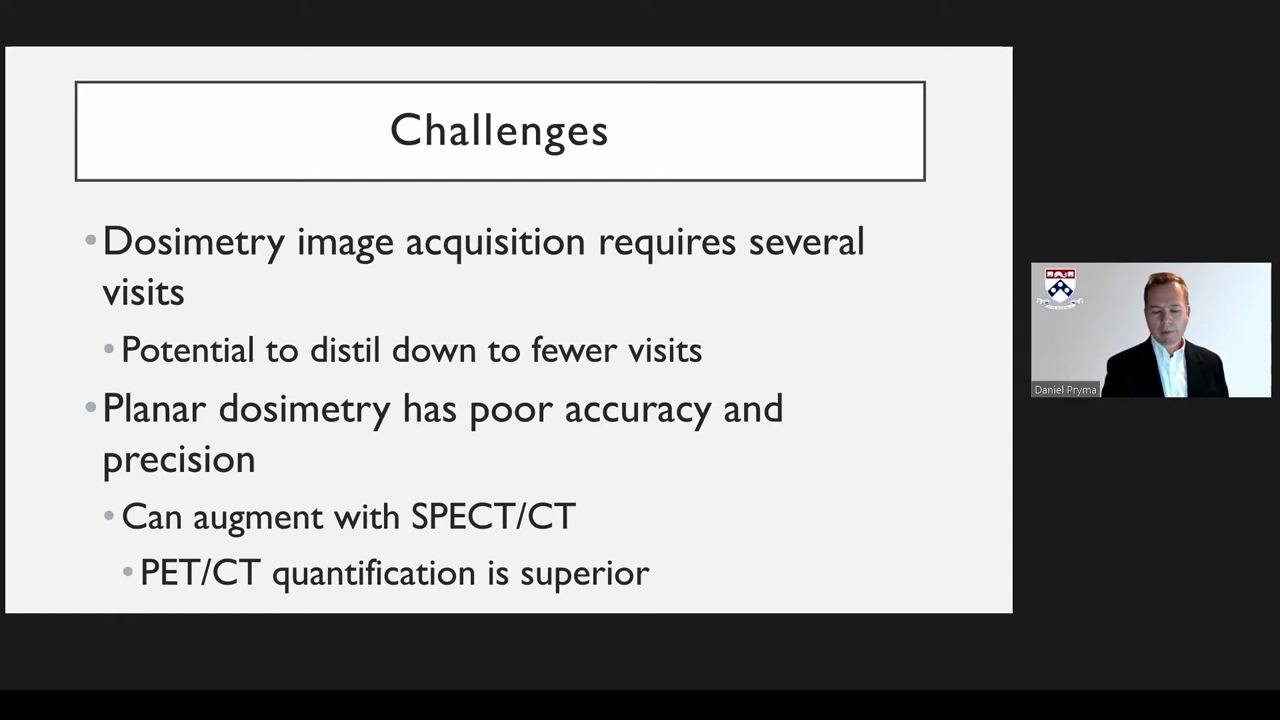 Challenges
•Dosimetry image acquisition requires several
visits
•Potential to distil down to fewer visits
•Planar dosimetry has poor accuracy and
precision
•Can augment with SPECT/CT
•PET/CT quantification is superior
Daniel Pryma